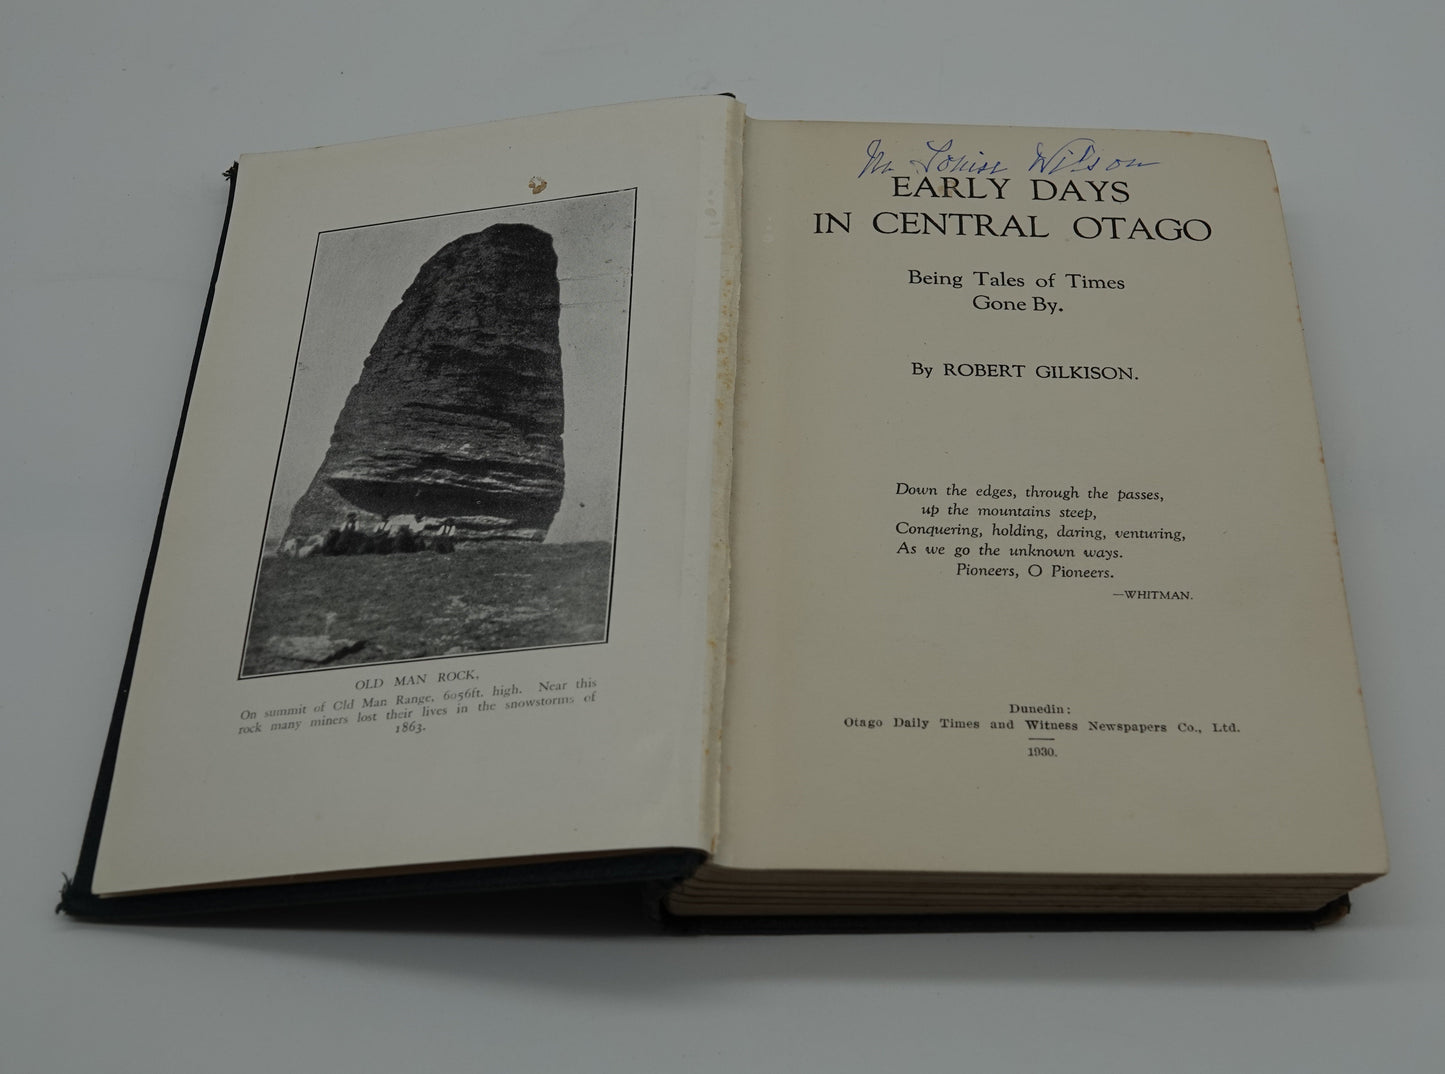 OLD MAN ROCK,
On summit of Old Man Range, 6056ft. high. Near this
rock many miners lost their lives in the snowstorms of
1863.
Louise Wilson
EARLY DAYS
IN CENTRAL OTAGO
Being Tales of Times
Gone By.
By ROBERT GILKISON.
Down the edges, through the passes,
up the mountains steep,
Conquering, holding, daring, venturing,
As we go the unknown ways.
Pioneers, O Pioneers.
—WHITMAN.
Dunedin:
Otago Daily Times and Witness Newspapers Co., Ltd.
1930.